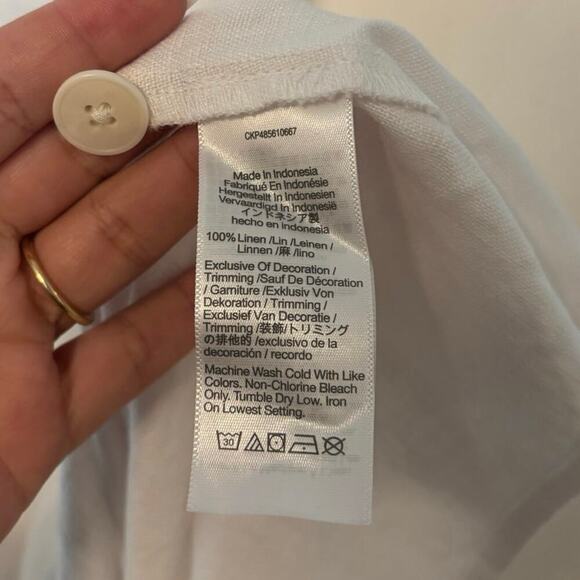 CKP485610667
Made In Indonesia
Fabriqué En Indonésie
Hergestellt In Indonesien
Vervaardigd In Indonesië
インドネシア製
hecho en indonesia
100% Linen /Lin /Leinen /
Linnen /麻 /lino
Exclusive Of Decoration /
Trimming /Sauf De Décoration
/ Garniture /Exklusiv Von
Dekoration / Trimming /
Exclusief Van Decoratie /
Trimming /装飾/トリミング
の排他的 /exclusivo de la
decoración / recordo
Machine Wash Cold With Like
Colors. Non-Chlorine Bleach
Only. Tumble Dry Low. Iron
On Lowest Setting.
30